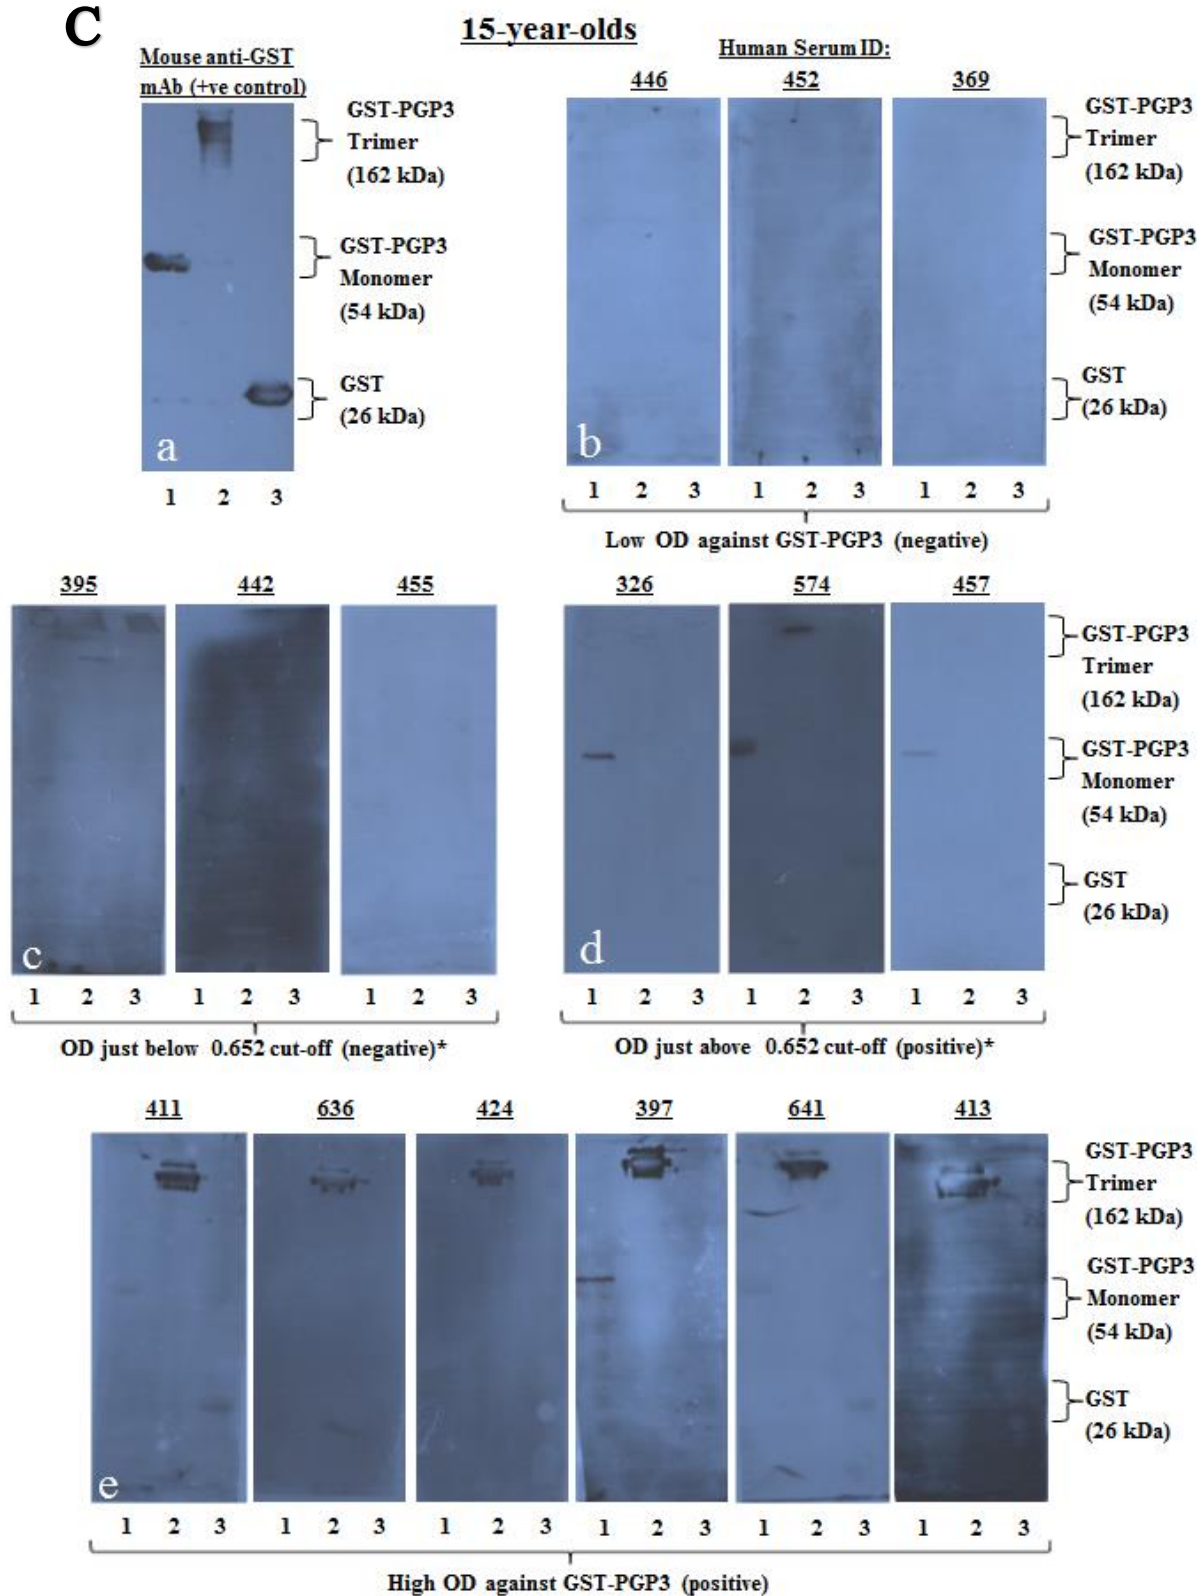 C
15-year-olds
Mouse anti-GST
mAb (+ve control)
GST-PGP3
Trimer
(162 kDa)
GST-PGP3
Monomer
(54 kDa)
GST
(26 kDa)
a
1 2 3
Human Serum ID:
446 452 369
GST-PGP3
Trimer
(162 kDa)
GST-PGP3
Monomer
(54 kDa)
GST
(26 kDa)
b
1 2 3 1 2 3 1 2 3
Low OD against GST-PGP3 (negative)
395 442 455
c
1 2 3 1 2 3 1 2 3
OD just below 0.652 cut-off (negative)*
326 574 457
GST-PGP3
Trimer
(162 kDa)
GST-PGP3
Monomer
(54 kDa)
GST
(26 kDa)
d
1 2 3 1 2 3 1 2 3
OD just above 0.652 cut-off (positive)*
411 636 424 397 641 413
GST-PGP3
Trimer
(162 kDa)
GST-PGP3
Monomer
(54 kDa)
GST
(26 kDa)
e
1 2 3 1 2 3 1 2 3 1 2 3 1 2 3 1 2 3
High OD against GST-PGP3 (positive)